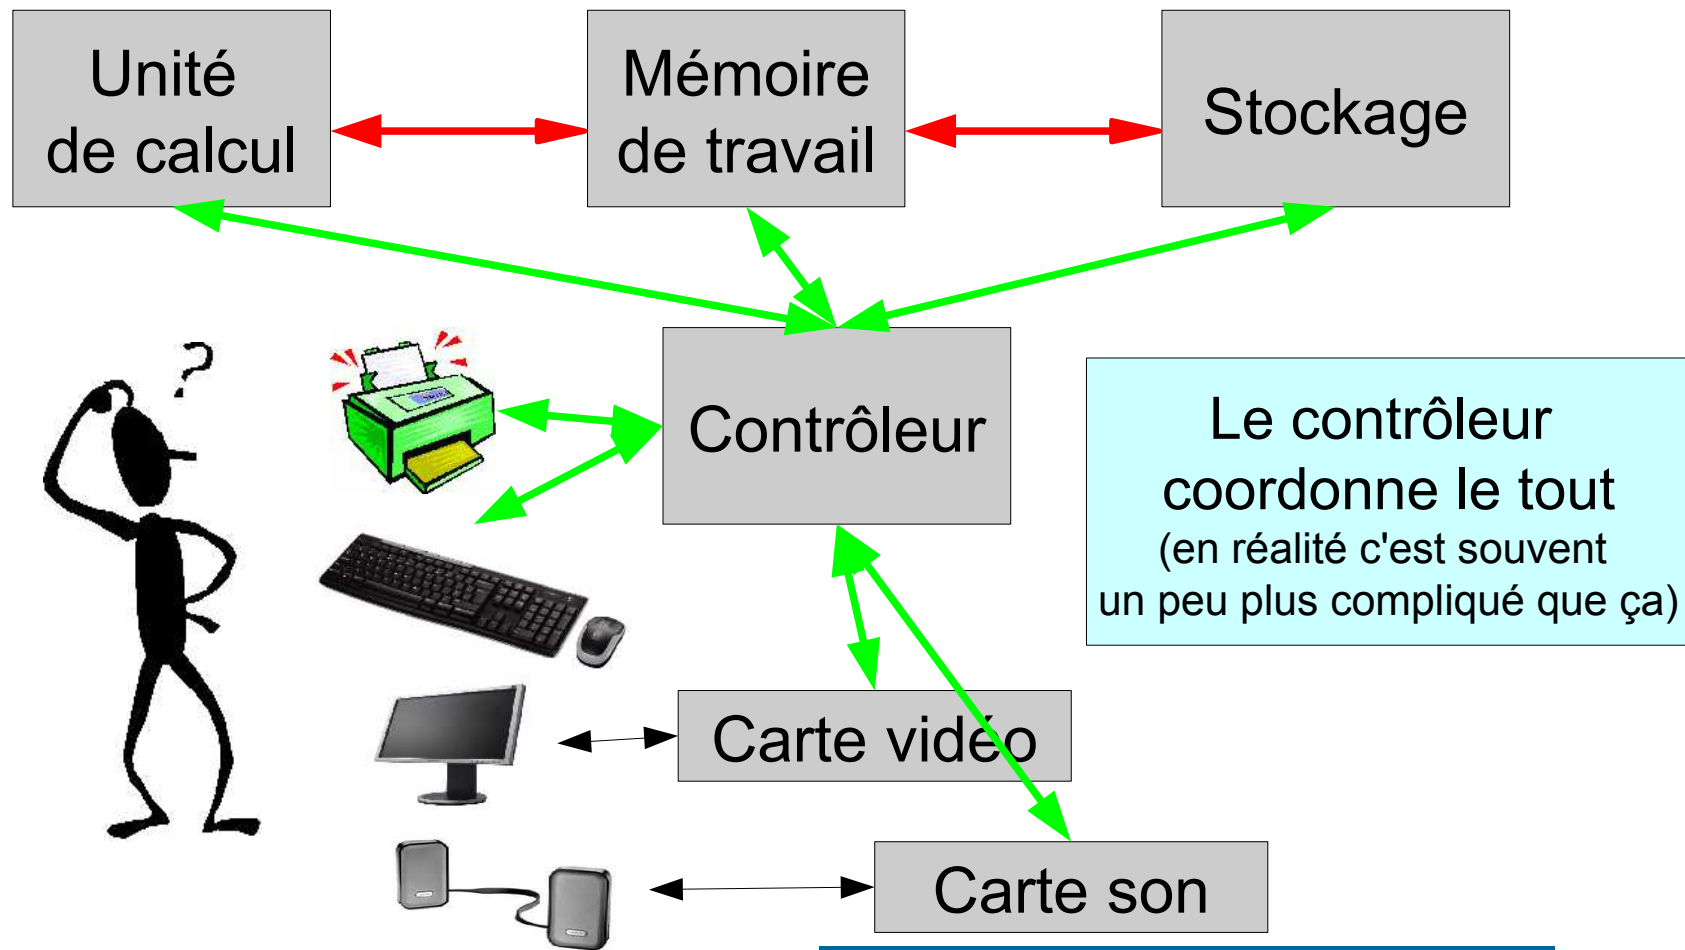 Unité
de calcul
Mémoire
de travail
Stockage
?
Contrôleur
Le contrôleur
coordonne le tout
(en réalité c'est souvent
un peu plus compliqué que ça)
Carte vidéo
Carte son